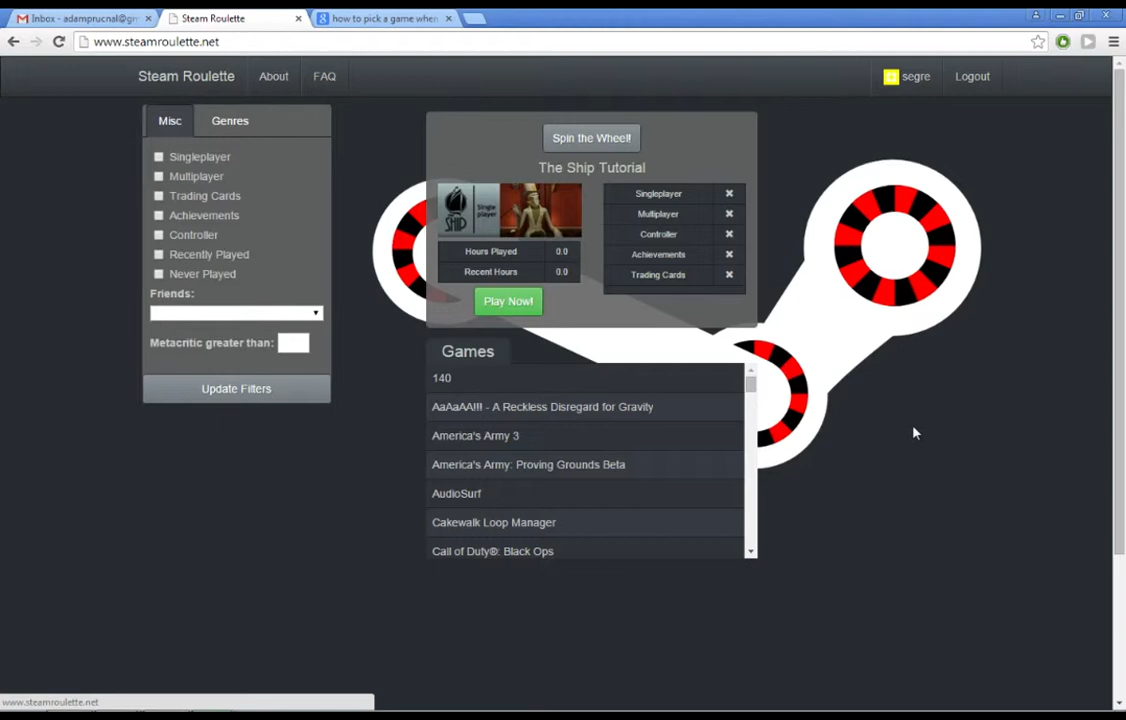 Inbox - adamprucnal@gm
Steam Roulette
how to pick a game when
www.steamroulette.net
Steam Roulette
About
FAQ
segre
Logout
Misc
Genres
Singleplayer
Multiplayer
Trading Cards
Achievements
Controller
Recently Played
Never Played
Friends:
Metacritic greater than:
Update Filters
Spin the Wheel!
The Ship Tutorial
SHIP
Single
player
Hours Played 0.0
Recent Hours 0.0
Play Now!
Singleplayer
Multiplayer
Controller
Achievements
Trading Cards
Games
140
AaAaAA!!! - A Reckless Disregard for Gravity
America's Army 3
America's Army: Proving Grounds Beta
AudioSurf
Cakewalk Loop Manager
Call of Duty®: Black Ops
www.steamroulette.net